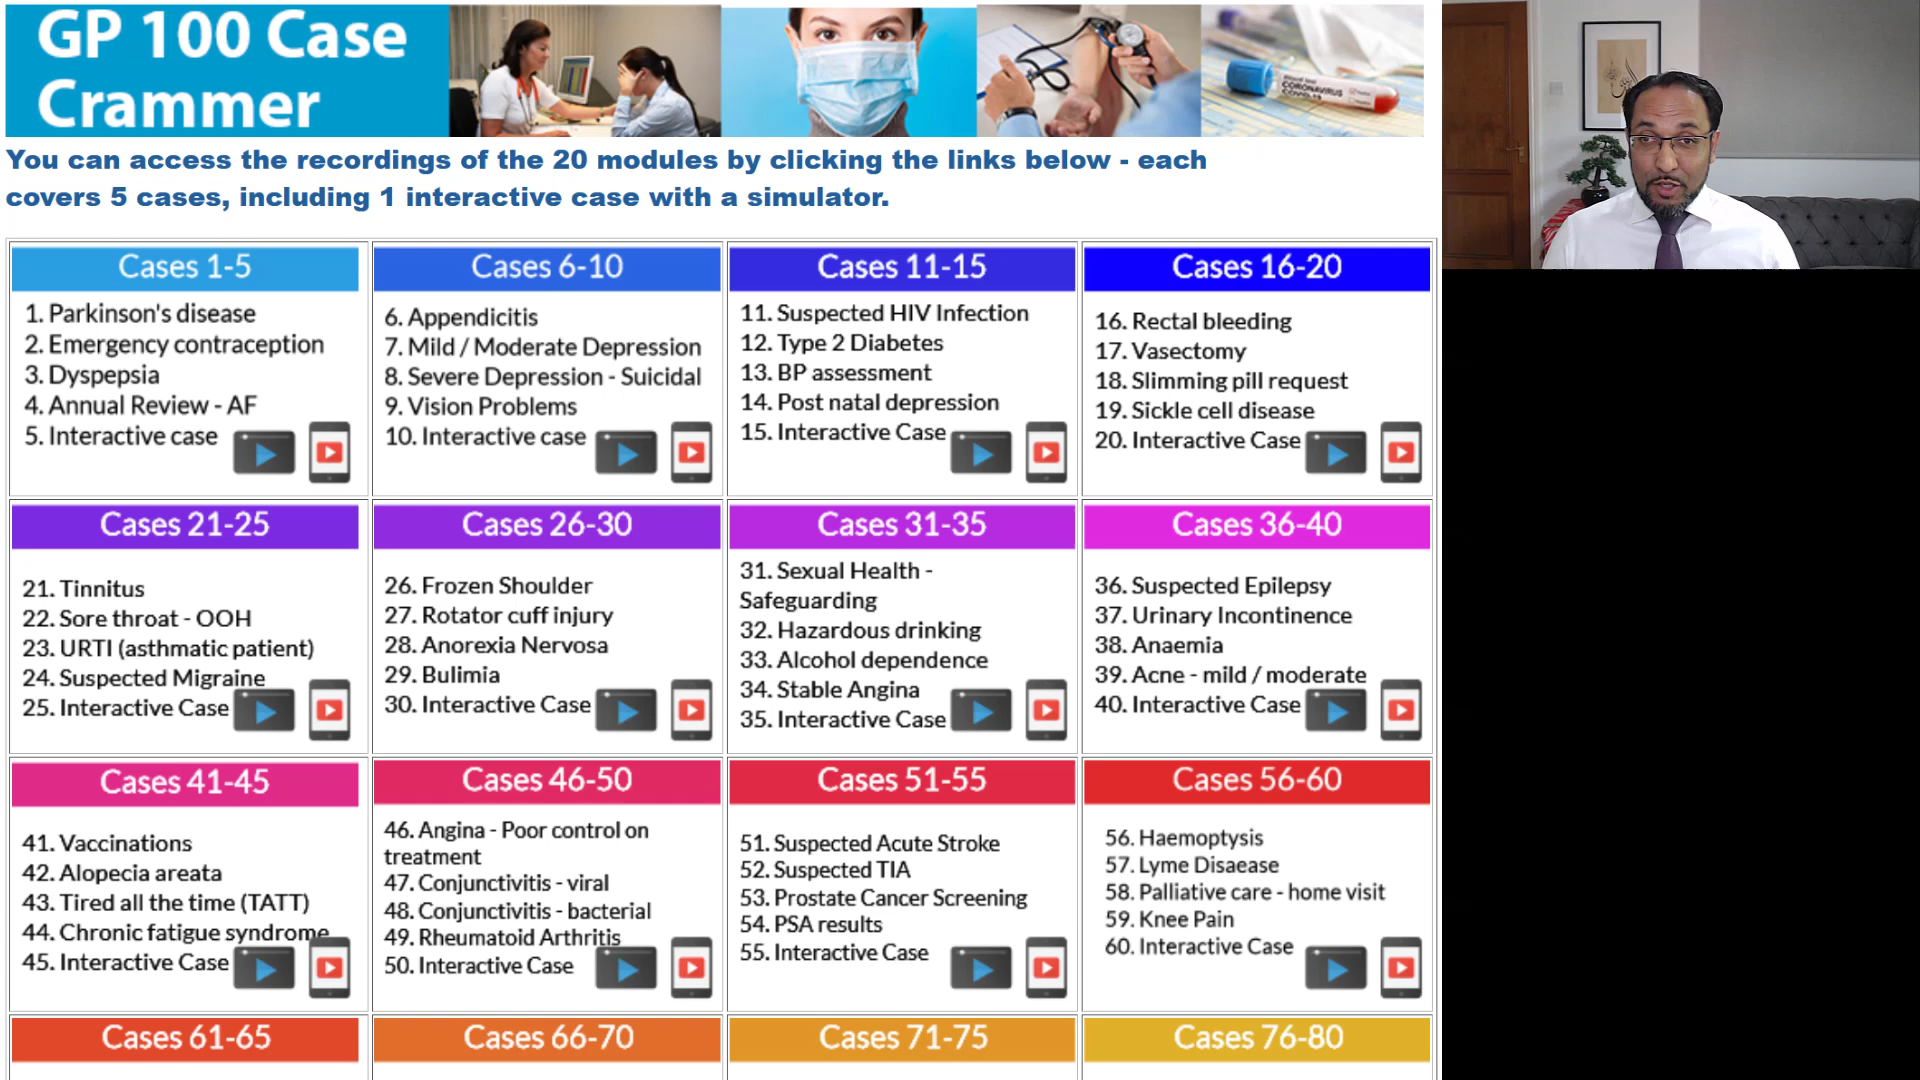 GP 100 Case
Crammer
CORONAVIRUS
COVID-19
You can access the recordings of the 20 modules by clicking the links below - each
covers 5 cases, including 1 interactive case with a simulator.
Cases 1-5
1. Parkinson's disease
2. Emergency contraception
3. Dyspepsia
4. Annual Review - AF
5. Interactive case
Cases 6-10
6. Appendicitis
7. Mild / Moderate Depression
8. Severe Depression - Suicidal
9. Vision Problems
10. Interactive case
Cases 11-15
11. Suspected HIV Infection
12. Type 2 Diabetes
13. BP assessment
14. Post natal depression
15. Interactive Case
Cases 16-20
16. Rectal bleeding
17. Vasectomy
18. Slimming pill request
19. Sickle cell disease
20. Interactive Case
Cases 21-25
21. Tinnitus
22. Sore throat - OOH
23. URTI (asthmatic patient)
24. Suspected Migraine
25. Interactive Case
Cases 26-30
26. Frozen Shoulder
27. Rotator cuff injury
28. Anorexia Nervosa
29. Bulimia
30. Interactive Case
Cases 31-35
31. Sexual Health -
Safeguarding
32. Hazardous drinking
33. Alcohol dependence
34. Stable Angina
35. Interactive Case
Cases 36-40
36. Suspected Epilepsy
37. Urinary Incontinence
38. Anaemia
39. Acne - mild / moderate
40. Interactive Case
Cases 41-45
41. Vaccinations
42. Alopecia areata
43. Tired all the time (TATT)
44. Chronic fatigue syndrome
45. Interactive Case
Cases 46-50
46. Angina - Poor control on
treatment
47. Conjunctivitis - viral
48. Conjunctivitis - bacterial
49. Rheumatoid Arthritis
50. Interactive Case
Cases 51-55
51. Suspected Acute Stroke
52. Suspected TIA
53. Prostate Cancer Screening
54. PSA results
55. Interactive Case
Cases 56-60
56. Haemoptysis
57. Lyme Disaease
58. Palliative care - home visit
59. Knee Pain
60. Interactive Case
Cases 61-65
Cases 66-70
Cases 71-75
Cases 76-80